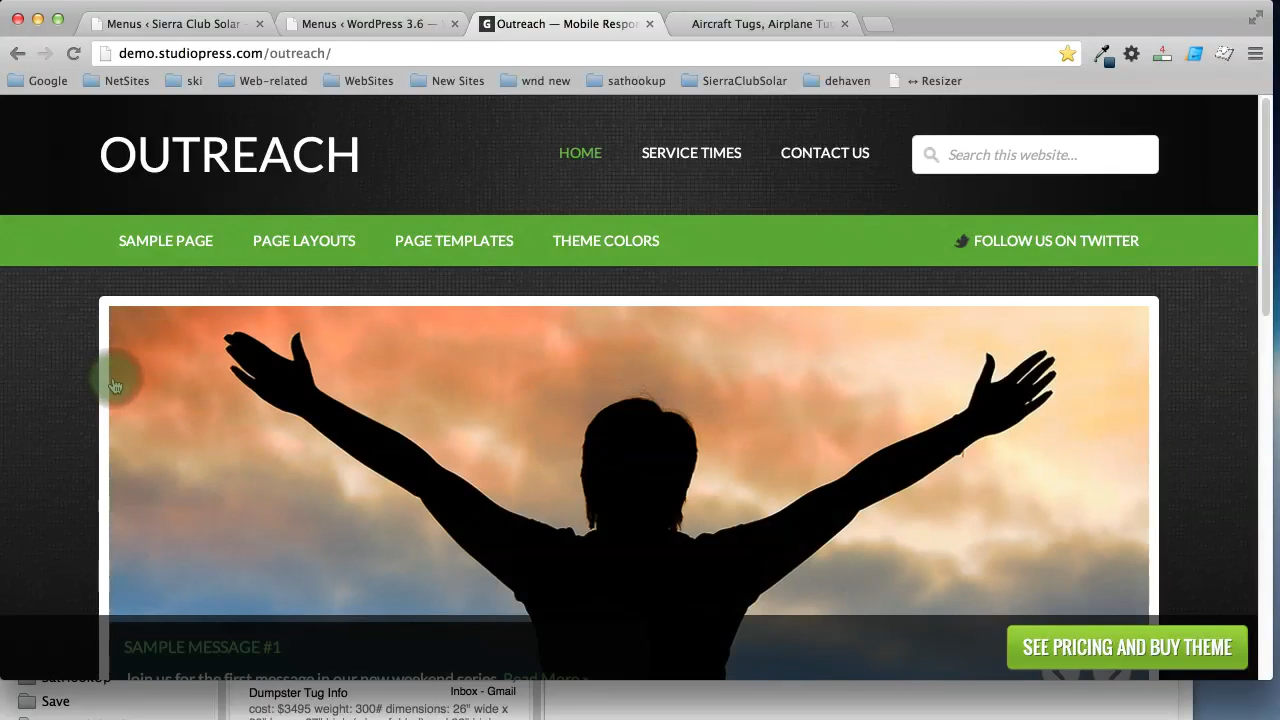 Menus ‹ Sierra Club Solar
Menus ‹ WordPress 3.6 —
G Outreach — Mobile Respo
Aircraft Tugs, Airplane Tu
demo.studiopress.com/outreach/
4
Google NetSites ski Web-related WebSites New Sites wnd new sathookup SierraClubSolar dehaven ↔ Resizer
OUTREACH
HOME SERVICE TIMES CONTACT US
Search this website...
SAMPLE PAGE PAGE LAYOUTS PAGE TEMPLATES THEME COLORS
FOLLOW US ON TWITTER
SAMPLE MESSAGE #1
SEE PRICING AND BUY THEME
Join us for the first message in our new weekend series. Read More »
Save
Dumpster Tug Info Inbox - Gmail
cost: $3495 weight: 300# dimensions: 26" wide x